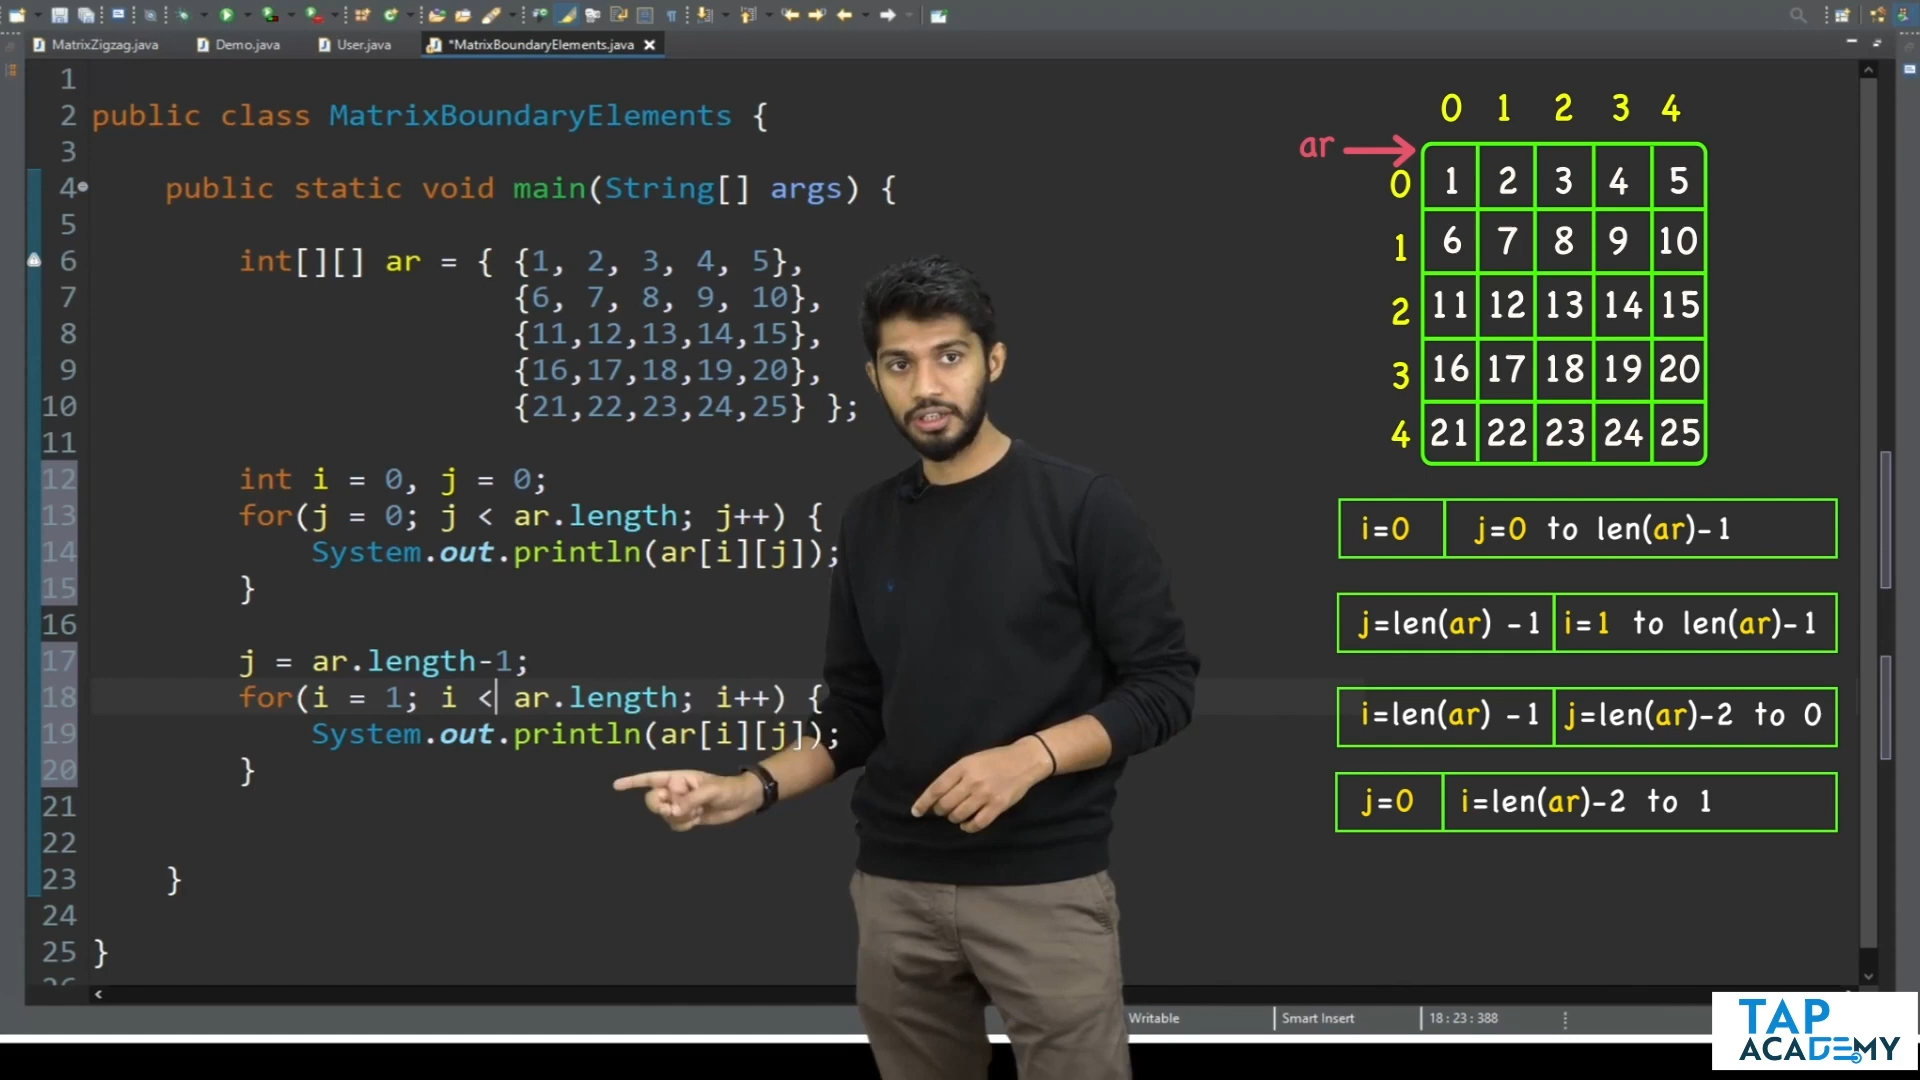 MatrixZigzag.java
Demo.java
User.java
*MatrixBoundaryElements.java
1
2 public class MatrixBoundaryElements {
3
4 public static void main(String[] args) {
5
6 int[][] ar = { {1, 2, 3, 4, 5},
7 {6, 7, 8, 9, 10},
8 {11,12,13,14,15},
9 {16,17,18,19,20},
10 {21,22,23,24,25} };
11
12 int i = 0, j = 0;
13 for(j = 0; j < ar.length; j++) {
14 System.out.println(ar[i][j]);
15 }
16
17 j = ar.length-1;
18 for(i = 1; i < ar.length; i++) {
19 System.out.println(ar[i][j]);
20 }
21
22
23 }
24
25 }
0 1 2 3 4
ar
0 1 2 3 4 5
1 6 7 8 9 10
2 11 12 13 14 15
3 16 17 18 19 20
4 21 22 23 24 25
i=0 j=0 to len(ar)-1
j=len(ar) -1 i=1 to len(ar)-1
i=len(ar) -1 j=len(ar)-2 to 0
j=0 i=len(ar)-2 to 1
Writable
Smart Insert
18 : 23 : 388
TAP
ACADEMY